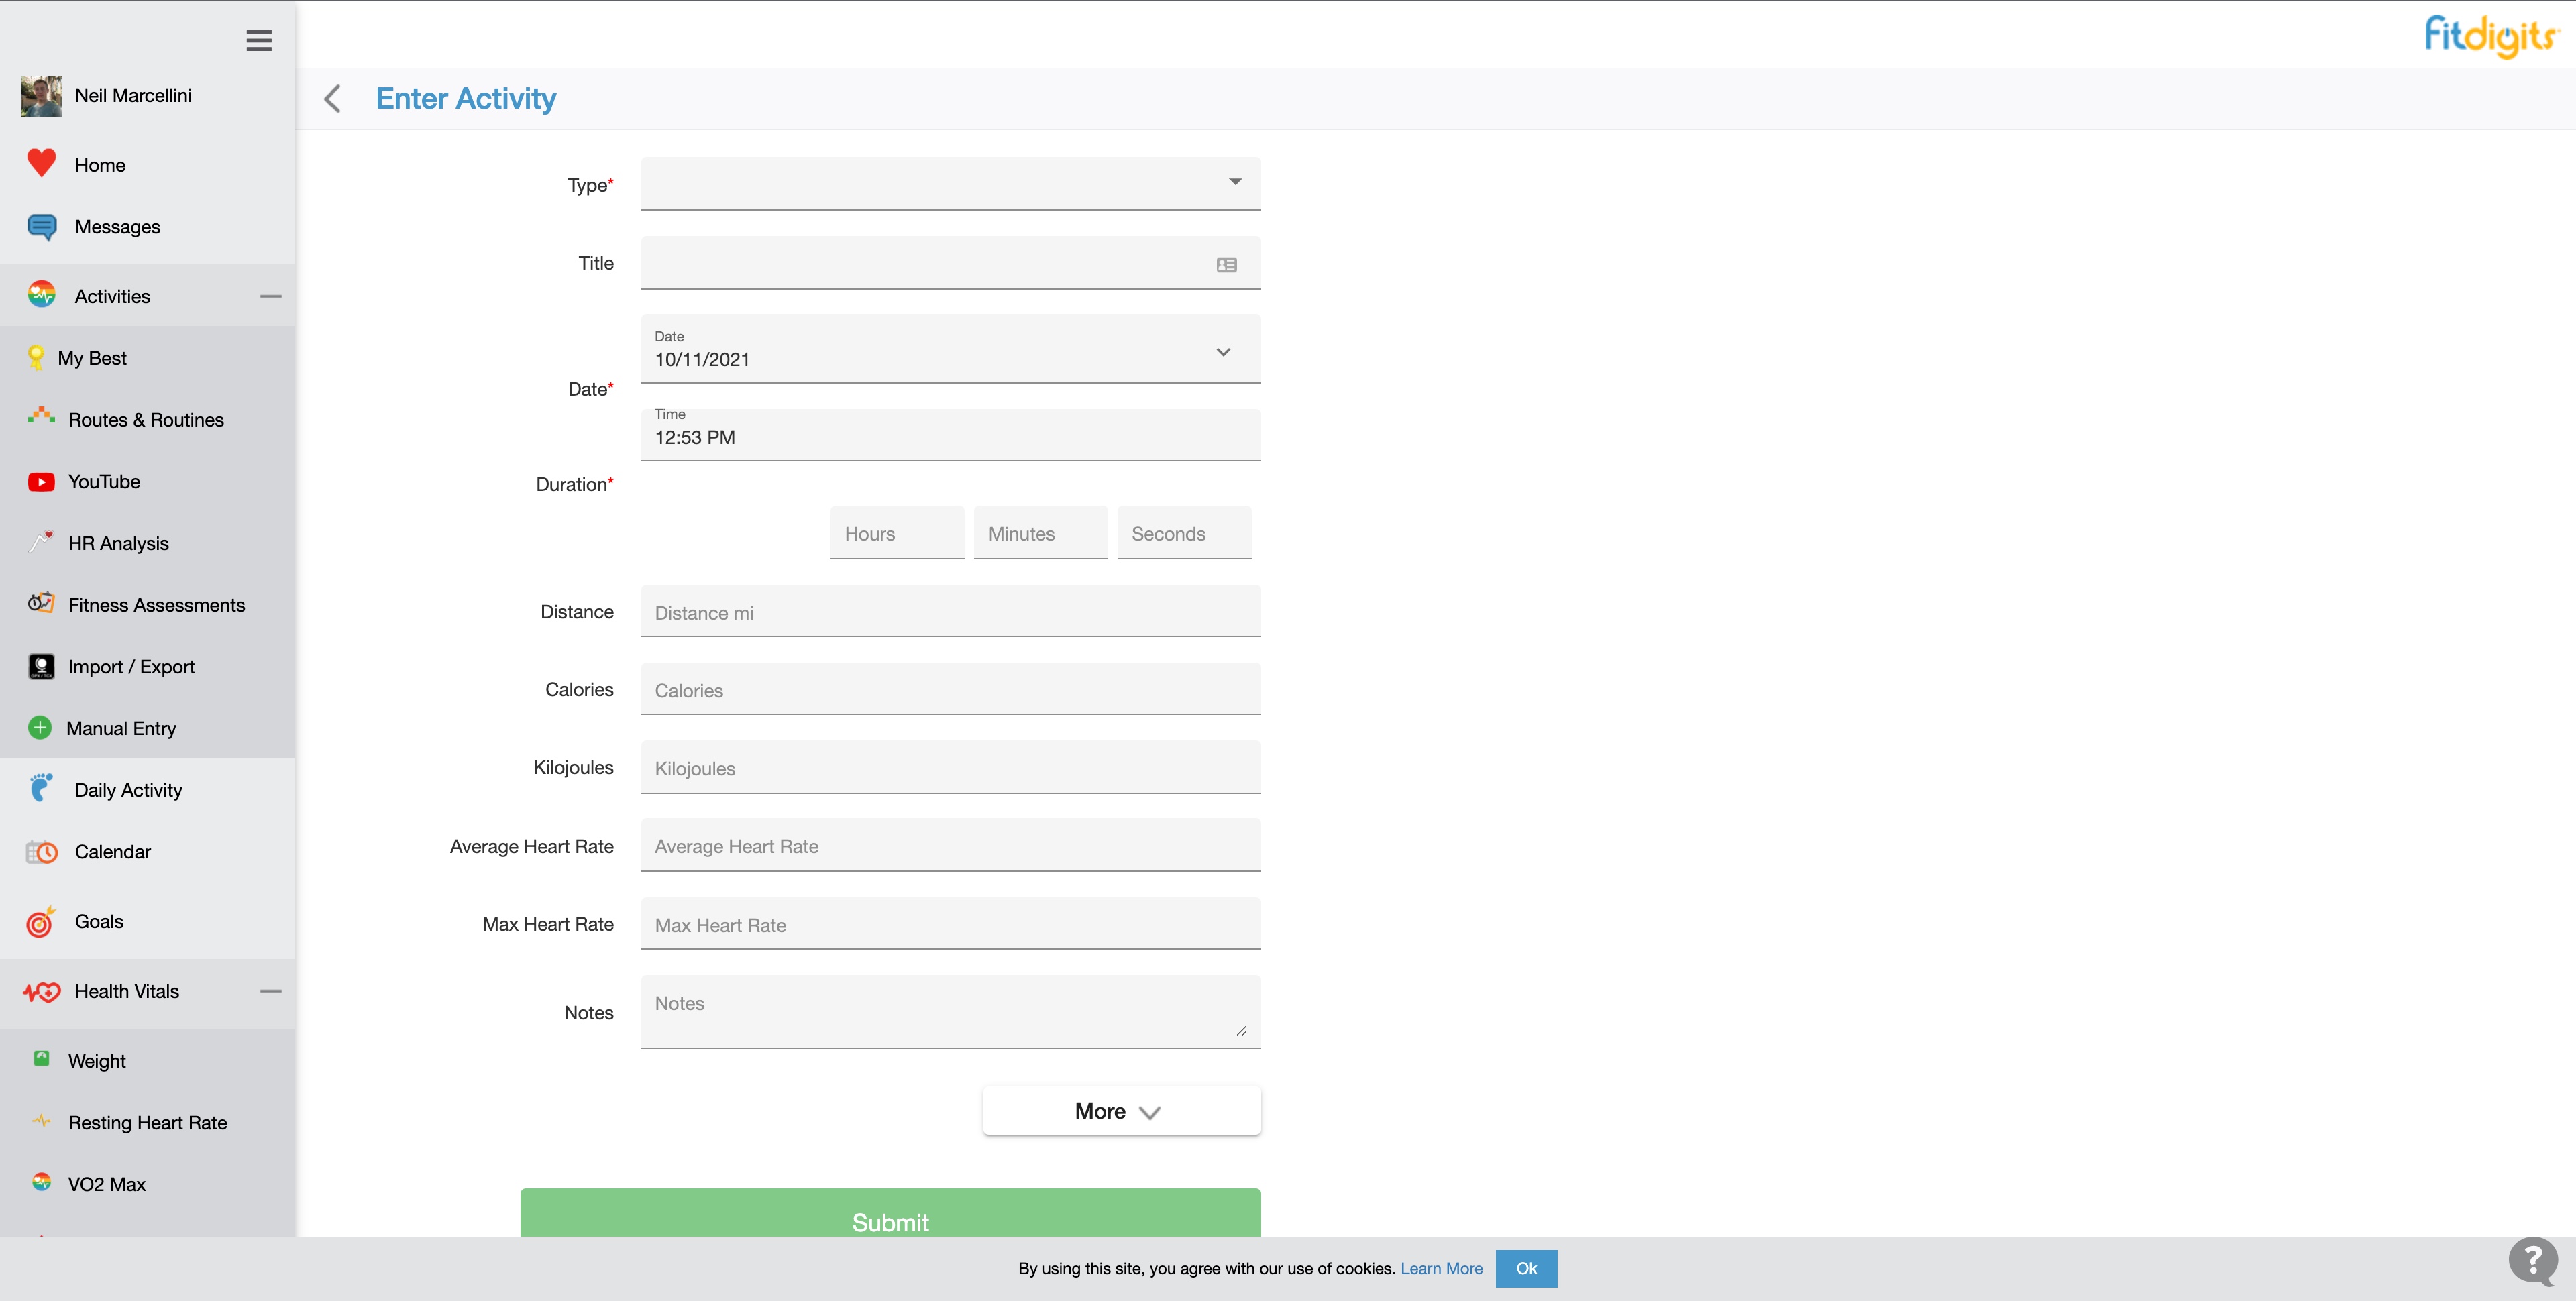 fitdigits
Neil Marcellini
Home
Messages
Activities
My Best
Routes & Routines
YouTube
HR Analysis
Fitness Assessments
Import / Export
Manual Entry
Daily Activity
Calendar
Goals
Health Vitals
Weight
Resting Heart Rate
VO2 Max
Enter Activity
Type*
Title
Date*
Date
10/11/2021
Time
12:53 PM
Duration*
Hours Minutes Seconds
Distance Distance mi
Calories Calories
Kilojoules Kilojoules
Average Heart Rate Average Heart Rate
Max Heart Rate Max Heart Rate
Notes Notes
More
Submit
By using this site, you agree with our use of cookies. Learn More Ok
?